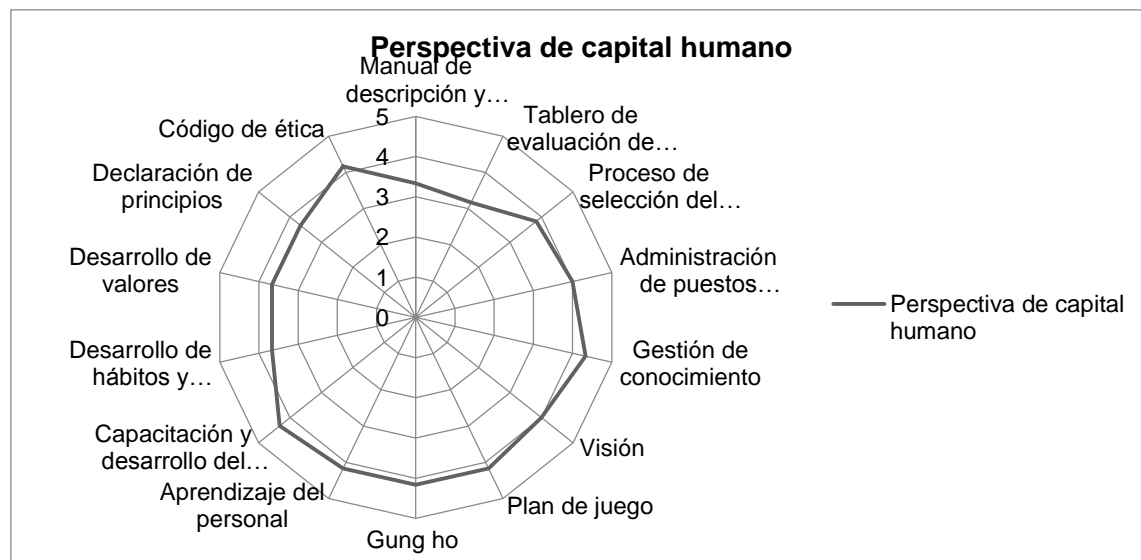 Perspectiva de capital humano
Manual de
descripción y…
Tablero de
evaluación de…
Proceso de
selección del…
Administración
de puestos…
Gestión de
conocimiento
Visión
Plan de juego
Gung ho
Aprendizaje del
personal
Capacitación y
desarrollo del…
Desarrollo de
hábitos y…
Desarrollo de
valores
Declaración de
principios
Código de ética
5
4
3
2
1
0
Perspectiva de capital
humano